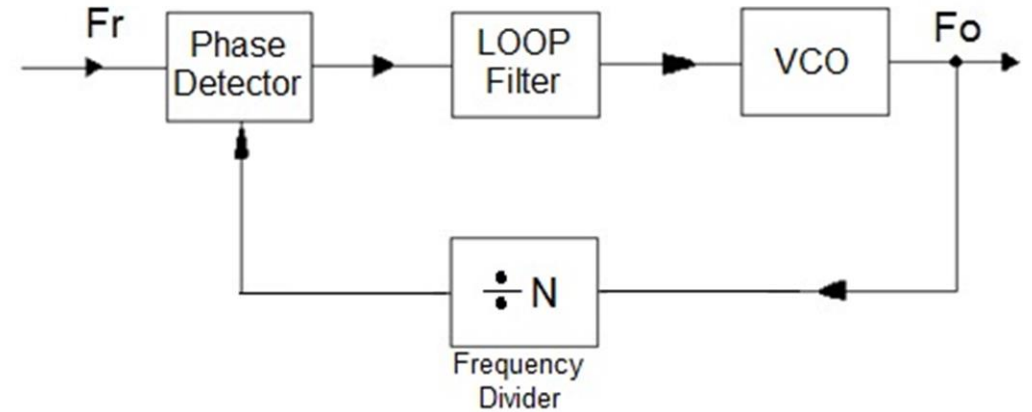 Fr
Phase
Detector
LOOP
Filter
VCO
Fo
÷ N
Frequency
Divider